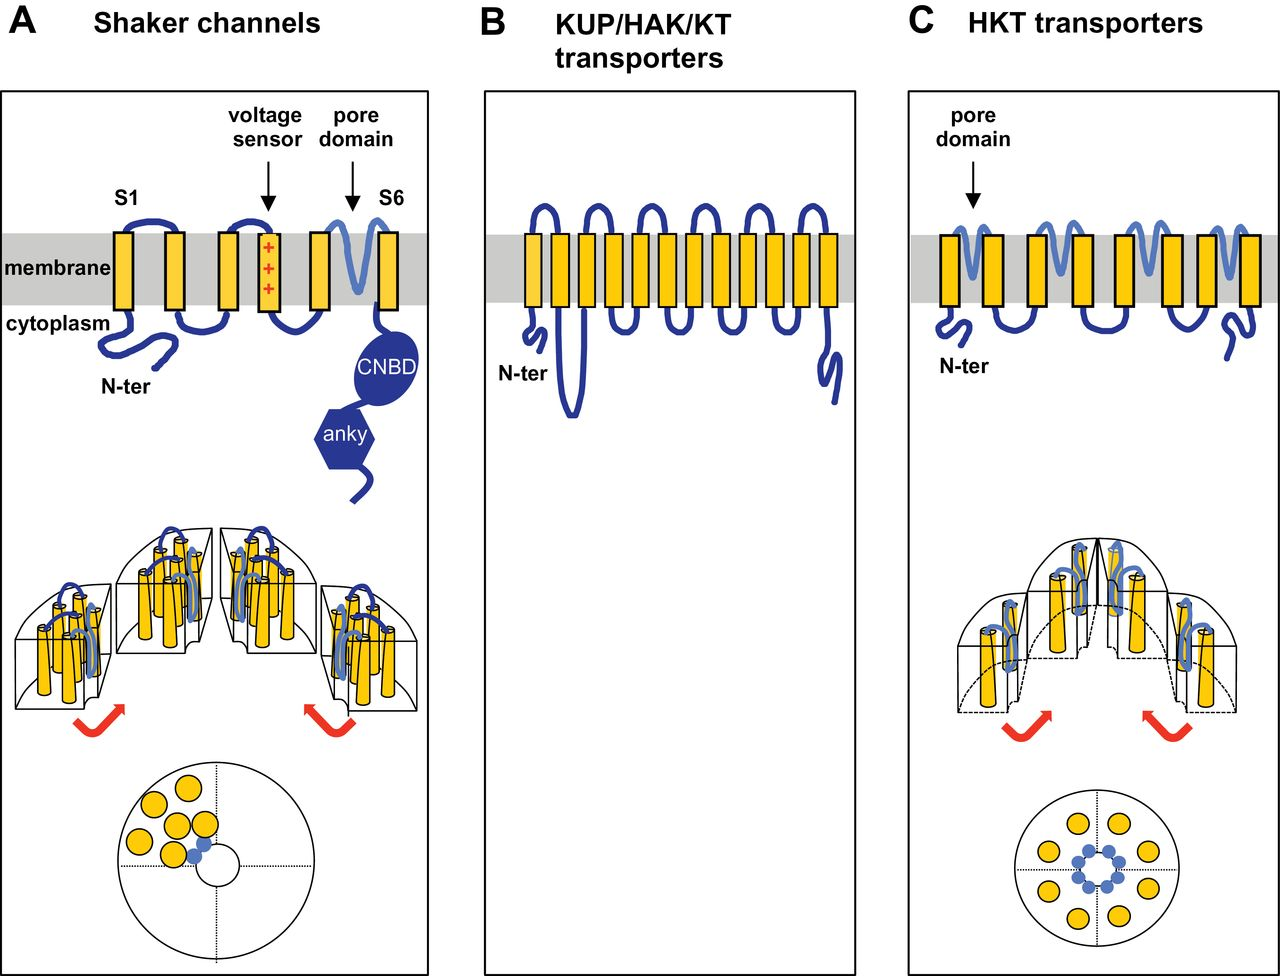 A Shaker channels
voltage
sensor
pore
domain
S1
S6
+
+
+
membrane
cytoplasm
N-ter
CNBD
anky
B KUP/HAK/KT
transporters
N-ter
C HKT transporters
pore
domain
N-ter